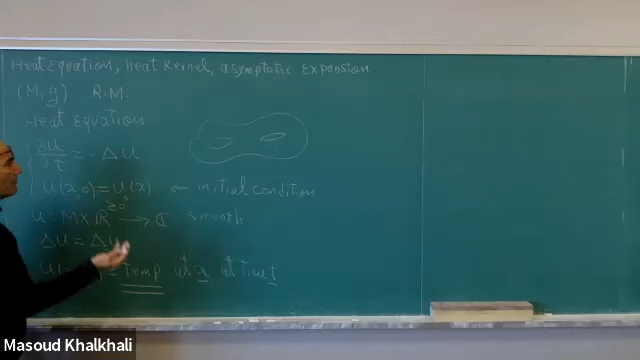 Heat Equation, heat Kernel, asymptotic Expansion
(M, g) R.M.
Heat Equation
∂u/∂t = -Δu
u(x,0) = u(x) ← initial condition
u: M × ℝ≥0 → ℂ smooth
Δu = Δ
= Temp at x at time t
Masoud Khalkhali